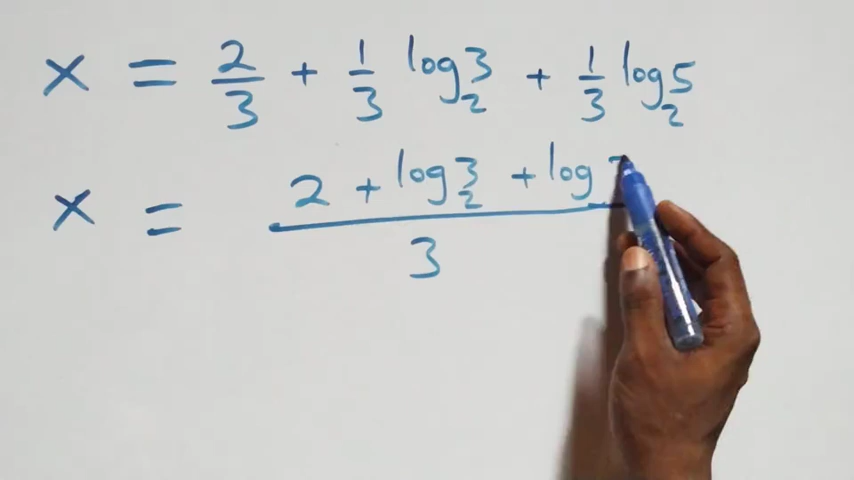 x = 2/3 + 1/3 log₂3 + 1/3 log₂5
x = (2 + log₂3 + log)/3